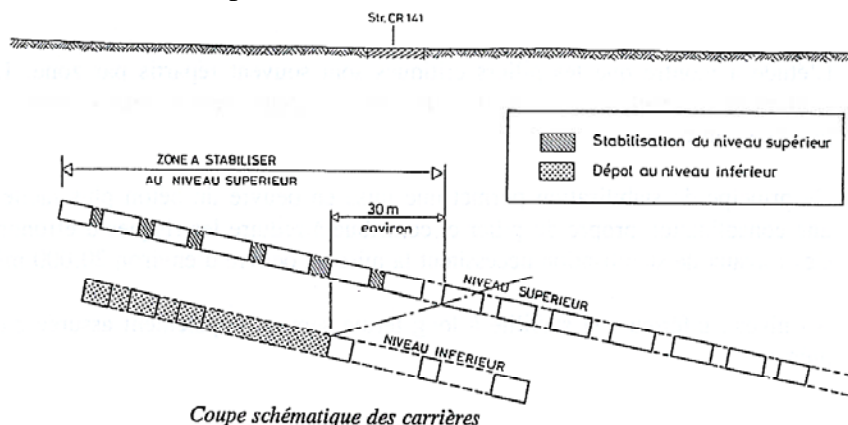 Str. CR 141
Stabilisation du niveau supérieur
Dépot au niveau inférieur
ZONE A STABILISER
AU NIVEAU SUPERIEUR
30 m
environ
NIVEAU SUPERIEUR
NIVEAU INFERIEUR
Coupe schématique des carrières